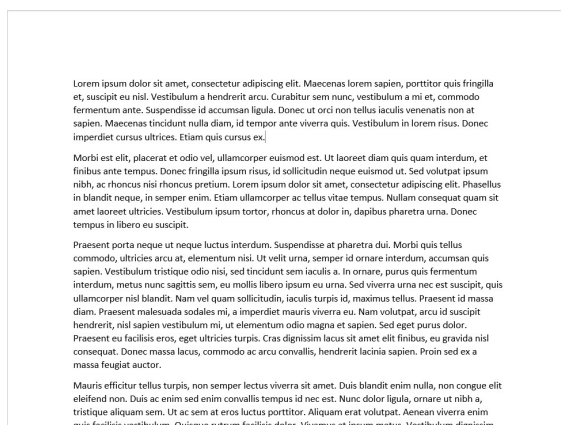 Lorem ipsum dolor sit amet, consectetur adipiscing elit. Maecenas lorem sapien, porttitor quis fringilla
et, suscipit eu nisl. Vestibulum a hendrerit arcu. Curabitur sem nunc, vestibulum a mi et, commodo
fermentum ante. Suspendisse id accumsan ligula. Donec ut orci non tellus iaculis venenatis non at
sapien. Maecenas tincidunt nulla diam, id tempor ante viverra quis. Vestibulum in lorem risus. Donec
imperdiet cursus ultrices. Etiam quis cursus ex.
Morbi est elit, placerat et odio vel, ullamcorper euismod est. Ut laoreet diam quis quam interdum, et
finibus ante tempus. Donec fringilla ipsum risus, id sollicitudin neque euismod ut. Sed volutpat ipsum
nibh, ac rhoncus nisi rhoncus pretium. Lorem ipsum dolor sit amet, consectetur adipiscing elit. Phasellus
in blandit neque, in semper enim. Etiam ullamcorper ac tellus vitae tempus. Nullam consequat quam sit
amet laoreet ultricies. Vestibulum ipsum tortor, rhoncus at dolor in, dapibus pharetra urna. Donec
tempus in libero eu suscipit.
Praesent porta neque ut neque luctus interdum. Suspendisse at pharetra dui. Morbi quis tellus
commodo, ultricies arcu at, elementum nisi. Ut velit urna, semper id ornare interdum, accumsan quis
sapien. Vestibulum tristique odio nisi, sed tincidunt sem iaculis a. In ornare, purus quis fermentum
interdum, metus nunc sagittis sem, eu mollis libero ipsum eu urna. Sed viverra urna nec est suscipit, quis
ullamcorper nisl blandit. Nam vel quam sollicitudin, iaculis turpis id, maximus tellus. Praesent id massa
diam. Praesent malesuada sodales mi, a imperdiet mauris viverra eu. Nam volutpat, arcu id suscipit
hendrerit, nisl sapien vestibulum mi, ut elementum odio magna et sapien. Sed eget purus dolor.
Praesent eu facilisis eros, eget ultricies turpis. Cras dignissim lacus sit amet elit finibus, eu gravida nisl
consequat. Donec massa lacus, commodo ac arcu convallis, hendrerit lacinia sapien. Proin sed ex a
massa feugiat auctor.
Mauris efficitur tellus turpis, non semper lectus viverra sit amet. Duis blandit enim nulla, non congue elit
eleifend non. Duis ac enim sed enim convallis tempus id nec est. Nunc dolor ligula, ornare ut nibh a,
tristique aliquam sem. Ut ac sem at eros luctus porttitor. Aliquam erat volutpat. Aenean viverra enim